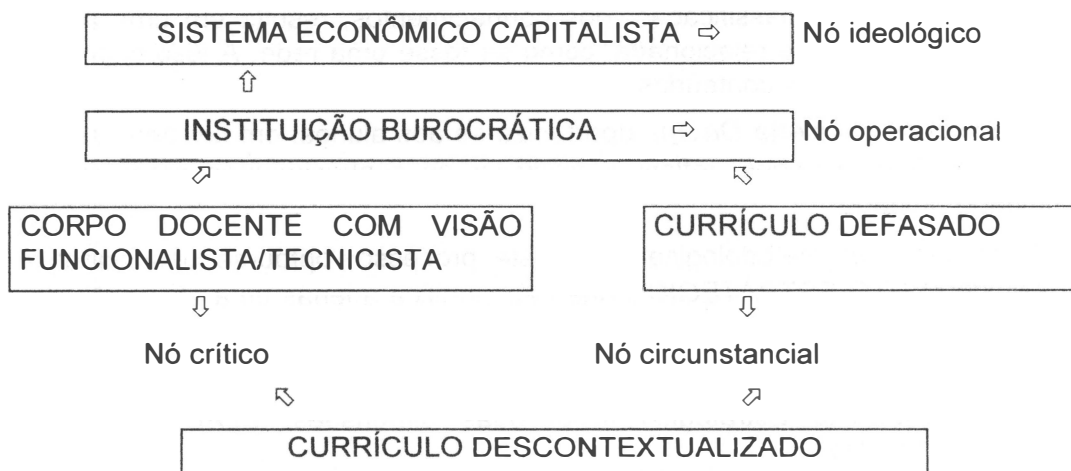 SISTEMA ECONÔMICO CAPITALISTA ⇨ Nó ideológico
INSTITUIÇÃO BUROCRÁTICA ⇨ Nó operacional
CORPO DOCENTE COM VISÃO
FUNCIONALISTA/TECNICISTA
CURRÍCULO DEFASADO
Nó crítico
Nó circunstancial
CURRÍCULO DESCONTEXTUALIZADO